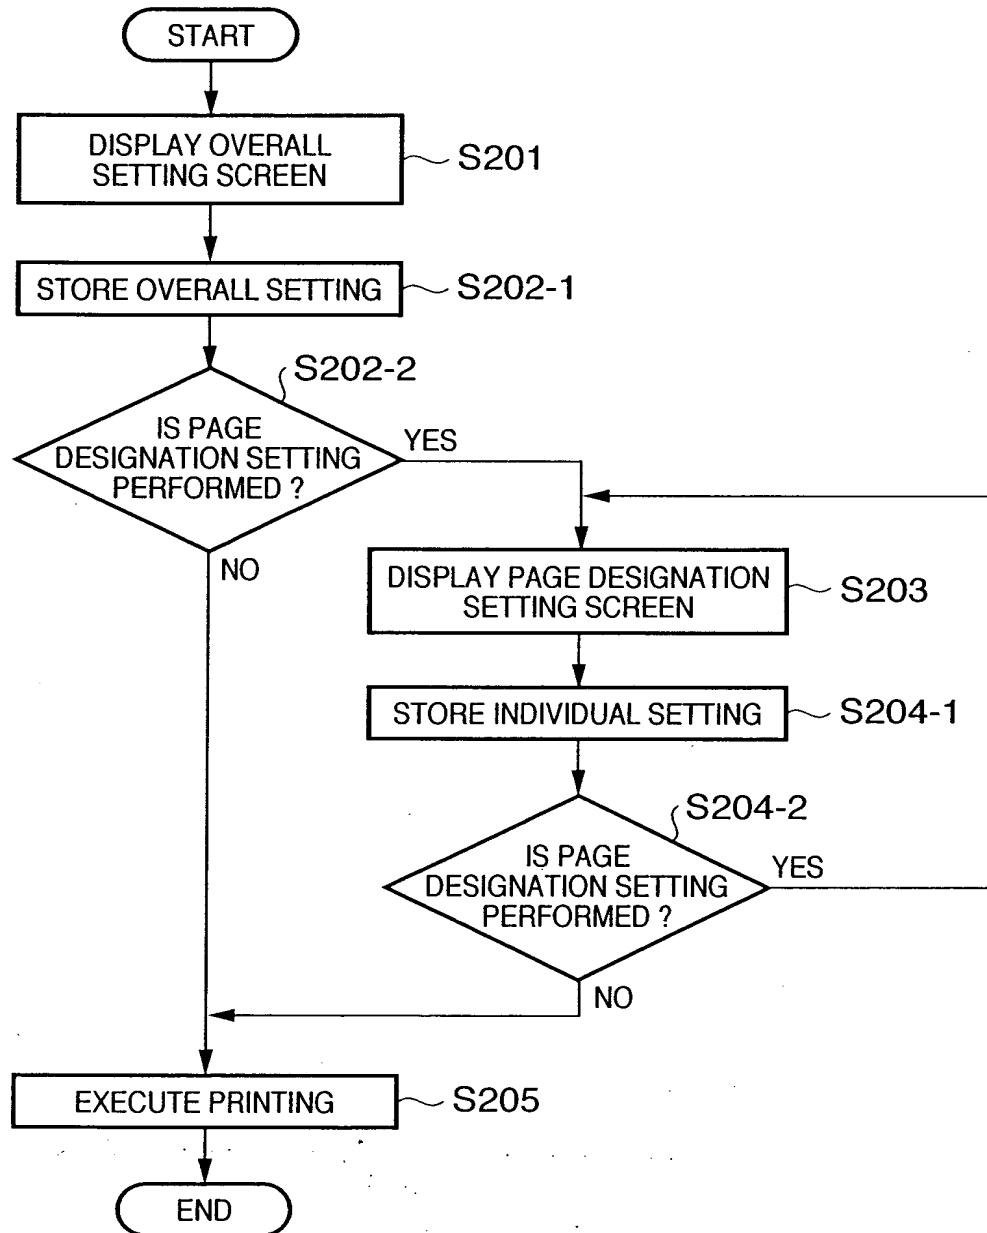 START
DISPLAY OVERALL
SETTING SCREEN
S201
STORE OVERALL SETTING
S202-1
S202-2
IS PAGE
DESIGNATION SETTING
PERFORMED ?
YES
NO
DISPLAY PAGE DESIGNATION
SETTING SCREEN
S203
STORE INDIVIDUAL SETTING
S204-1
S204-2
IS PAGE
DESIGNATION SETTING
PERFORMED ?
YES
NO
EXECUTE PRINTING
S205
END